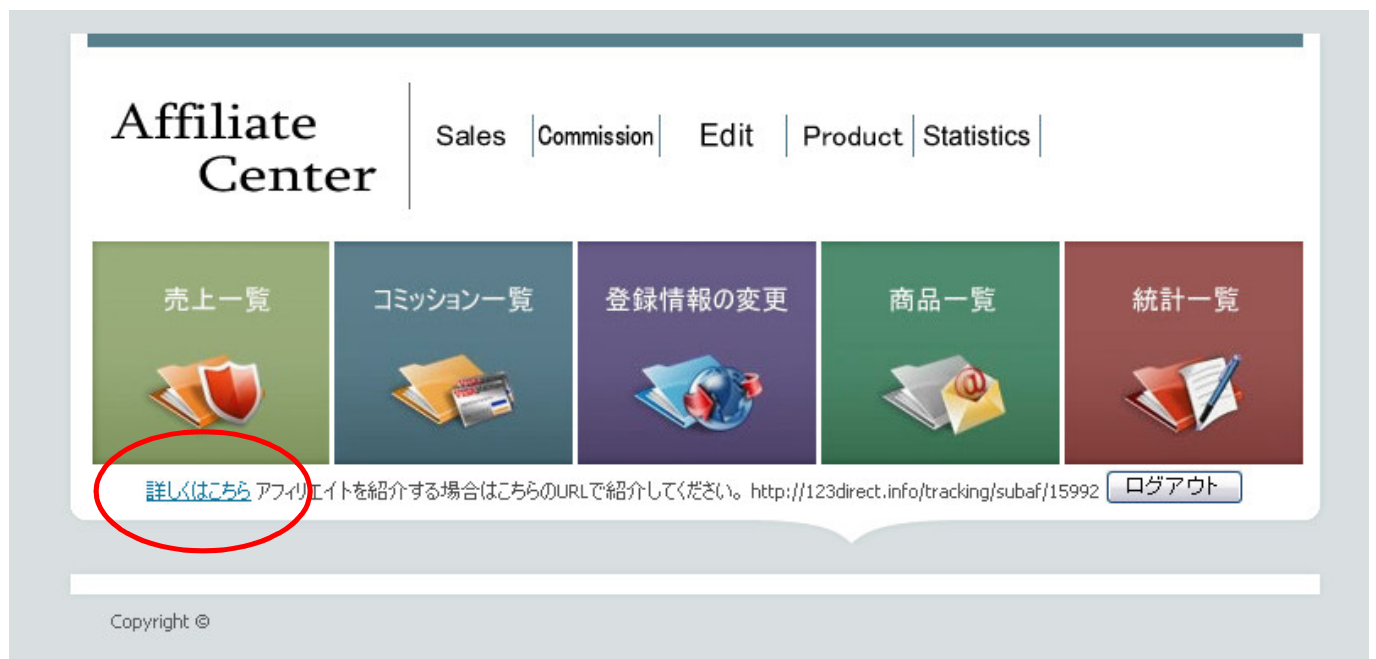 Affiliate
Center
Sales Commission Edit Product Statistics
売上一覧 コミッション一覧 登録情報の変更 商品一覧 統計一覧
詳しくはこちら アフィリエイトを紹介する場合はこちらのURLで紹介してください。 http://123direct.info/tracking/subaf/15992 ログアウト
Copyright ©